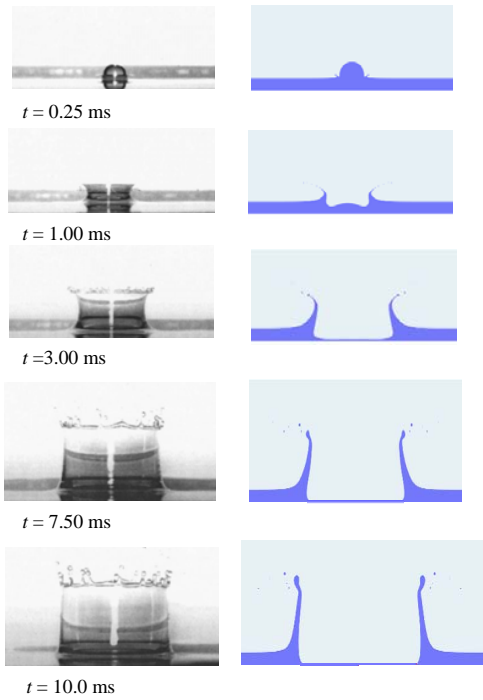 t = 0.25 ms
t = 1.00 ms
t =3.00 ms
t = 7.50 ms
t = 10.0 ms